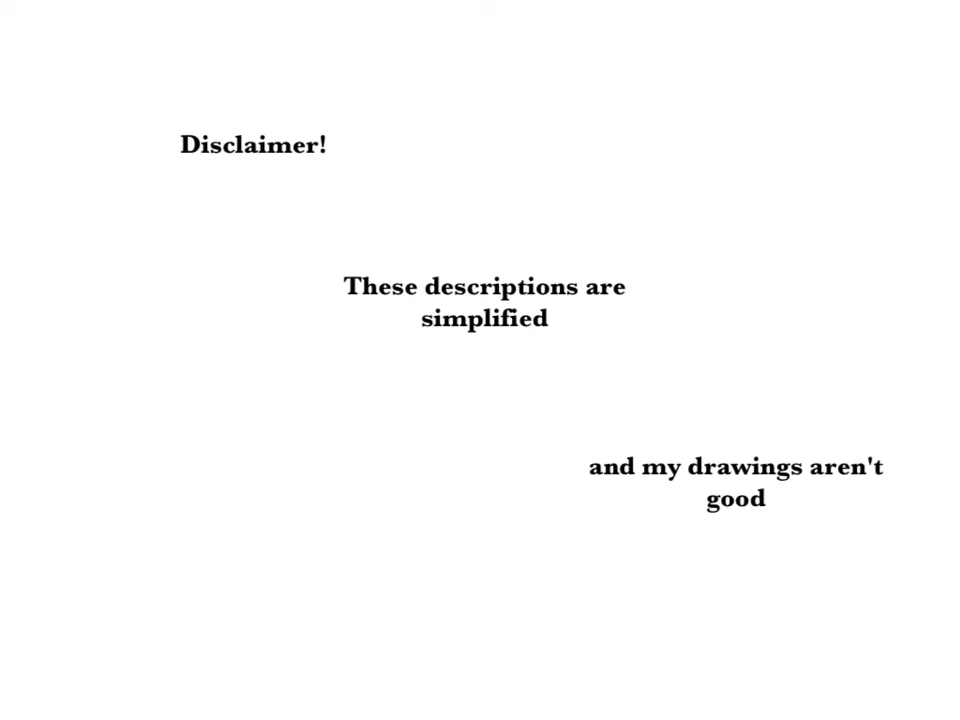 Disclaimer!
These descriptions are
simplified
and my drawings aren't
good